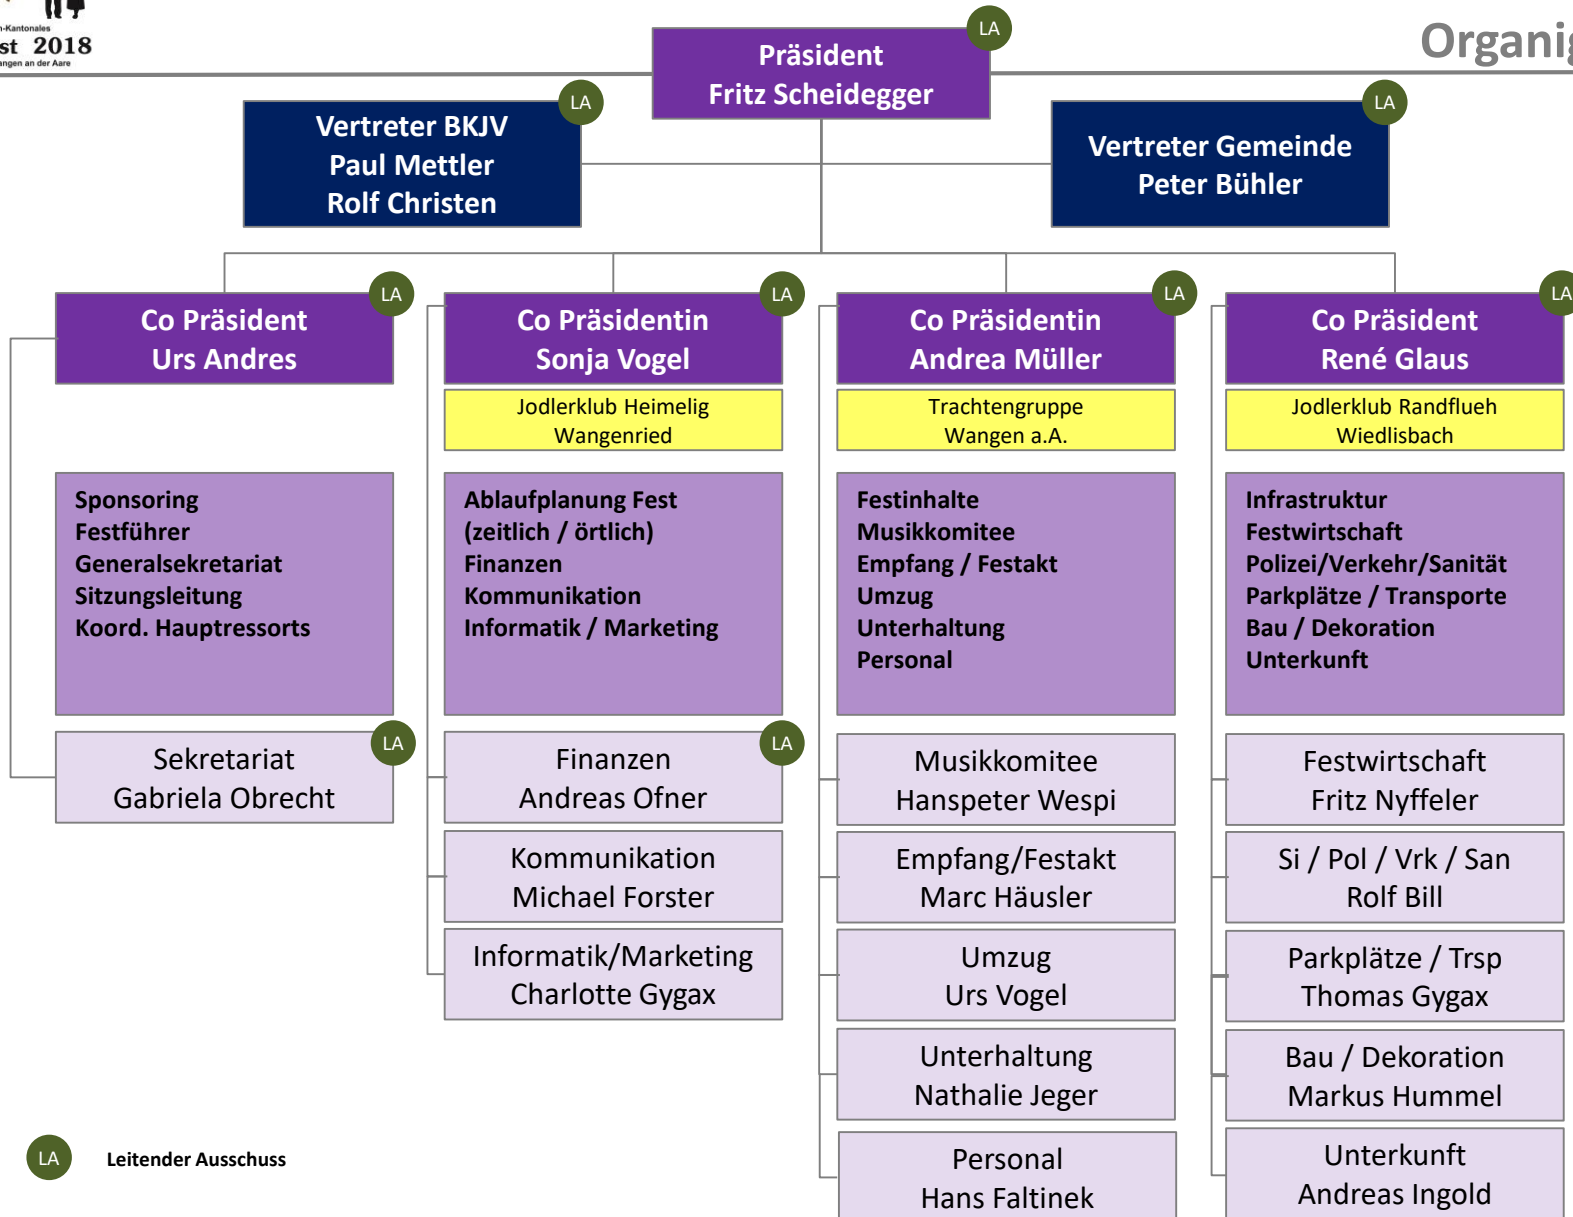 st 2018
Organig
LA
Präsident
Fritz Scheidegger
LA
Vertreter BKJV
Paul Mettler
Rolf Christen
LA
Vertreter Gemeinde
Peter Bühler
LA
Co Präsident
Urs Andres
LA
Sponsoring
Festführer
Generalsekretariat
Sitzungsleitung
Koord. Hauptressorts
Sekretariat
Gabriela Obrecht
LA
Co Präsidentin
Sonja Vogel
LA
Jodlerklub Heimelig
Wangenried
Ablaufplanung Fest
(zeitlich / örtlich)
Finanzen
Kommunikation
Informatik / Marketing
Finanzen
Andreas Ofner
LA
Kommunikation
Michael Forster
Informatik/Marketing
Charlotte Gygax
Co Präsidentin
Andrea Müller
LA
Trachtengruppe
Wangen a.A.
Festinhalte
Musikkomitee
Empfang / Festakt
Umzug
Unterhaltung
Personal
Musikkomitee
Hanspeter Wespi
Empfang/Festakt
Marc Häusler
Umzug
Urs Vogel
Unterhaltung
Nathalie Jeger
Personal
Hans Faltinek
Co Präsident
René Glaus
LA
Jodlerklub Randflueh
Wiedlisbach
Infrastruktur
Festwirtschaft
Polizei/Verkehr/Sanität
Parkplätze / Transporte
Bau / Dekoration
Unterkunft
Festwirtschaft
Fritz Nyffeler
Si / Pol / Vrk / San
Rolf Bill
Parkplätze / Trsp
Thomas Gygax
Bau / Dekoration
Markus Hummel
Unterkunft
Andreas Ingold
LA Leitender Ausschuss